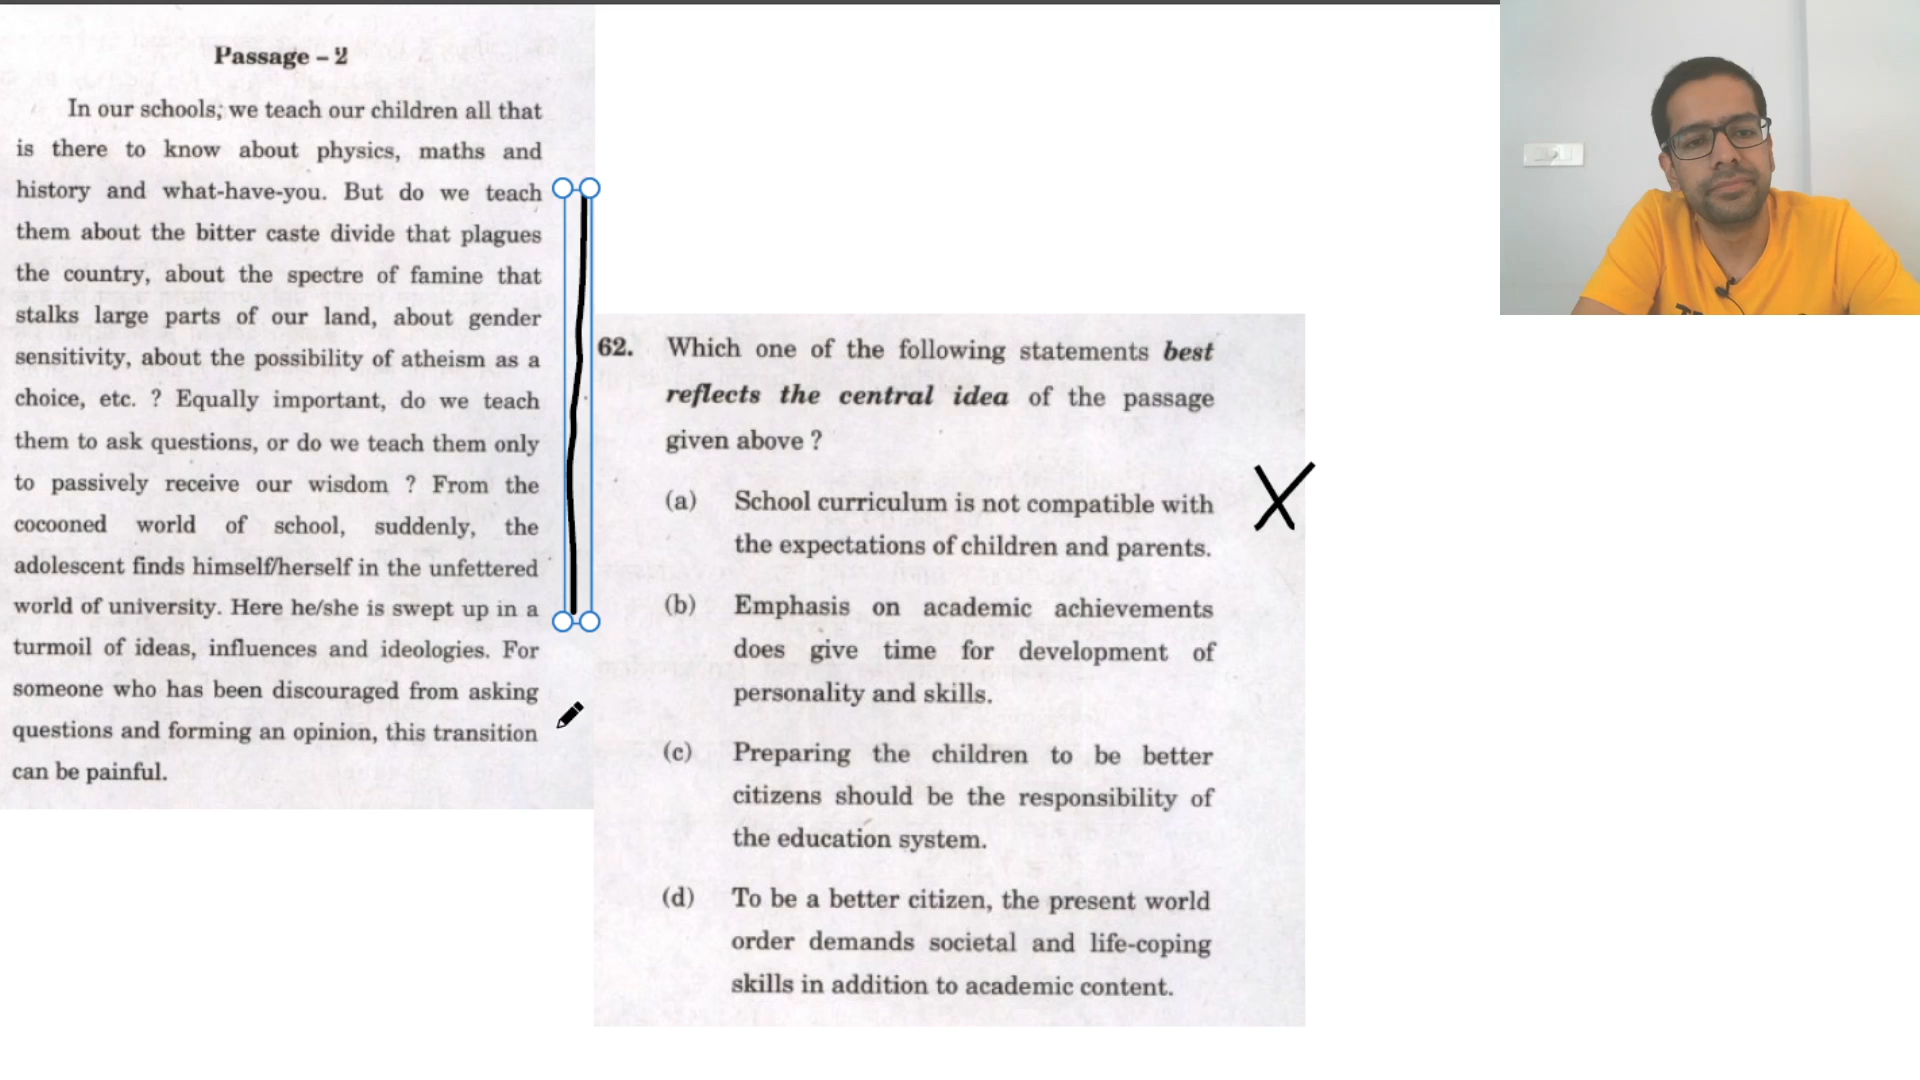 Passage – 2
In our schools, we teach our children all that
is there to know about physics, maths and
history and what-have-you. But do we teach
them about the bitter caste divide that plagues
the country, about the spectre of famine that
stalks large parts of our land, about gender
sensitivity, about the possibility of atheism as a
choice, etc. ? Equally important, do we teach
them to ask questions, or do we teach them only
to passively receive our wisdom ? From the
cocooned world of school, suddenly, the
adolescent finds himself/herself in the unfettered
world of university. Here he/she is swept up in a
turmoil of ideas, influences and ideologies. For
someone who has been discouraged from asking
questions and forming an opinion, this transition
can be painful.
62. Which one of the following statements best
reflects the central idea of the passage
given above ?
(a) School curriculum is not compatible with
the expectations of children and parents.
(b) Emphasis on academic achievements
does give time for development of
personality and skills.
(c) Preparing the children to be better
citizens should be the responsibility of
the education system.
(d) To be a better citizen, the present world
order demands societal and life-coping
skills in addition to academic content.